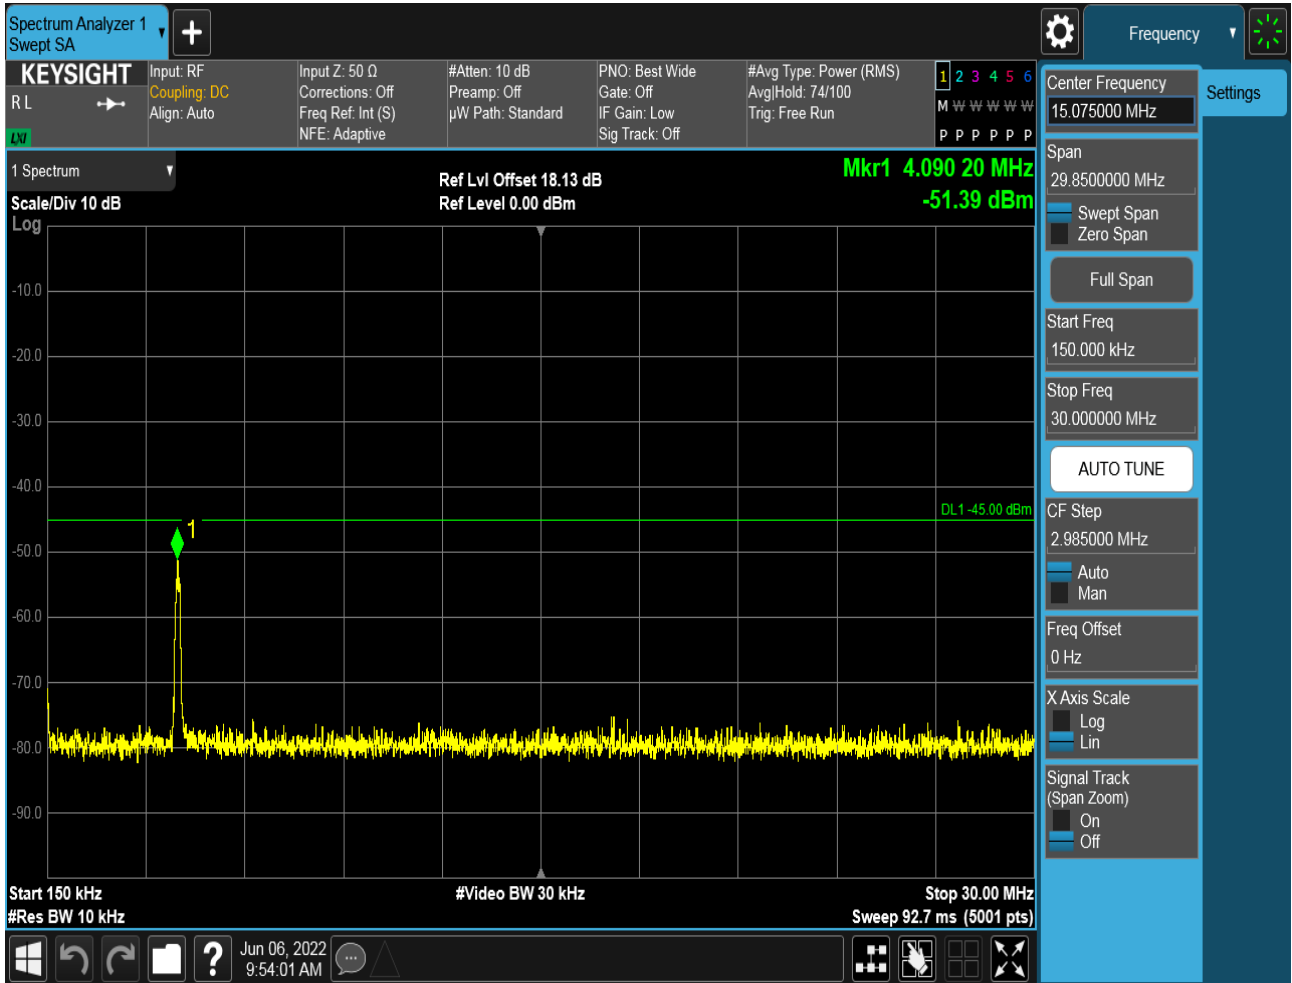 Spectrum Analyzer 1
Swept SA
Frequency
KEYSIGHT
R L
LXI
Input: RF
Coupling: DC
Align: Auto
Input Z: 50 Ω
Corrections: Off
Freq Ref: Int (S)
NFE: Adaptive
#Atten: 10 dB
Preamp: Off
µW Path: Standard
PNO: Best Wide
Gate: Off
IF Gain: Low
Sig Track: Off
#Avg Type: Power (RMS)
Avg|Hold: 74/100
Trig: Free Run
1 2 3 4 5 6
M W W W W W
P P P P P P
1 Spectrum
Scale/Div 10 dB
Log
Ref Lvl Offset 18.13 dB
Ref Level 0.00 dBm
Mkr1 4.090 20 MHz
-51.39 dBm
-10.0
-20.0
-30.0
-40.0
DL1 -45.00 dBm
1
-50.0
-60.0
-70.0
-80.0
-90.0
Start 150 kHz
#Res BW 10 kHz
#Video BW 30 kHz
Stop 30.00 MHz
Sweep 92.7 ms (5001 pts)
Center Frequency
15.075000 MHz
Settings
Span
29.8500000 MHz
Swept Span
Zero Span
Full Span
Start Freq
150.000 kHz
Stop Freq
30.000000 MHz
AUTO TUNE
CF Step
2.985000 MHz
Auto
Man
Freq Offset
0 Hz
X Axis Scale
Log
Lin
Signal Track
(Span Zoom)
On
Off
?
Jun 06, 2022
9:54:01 AM